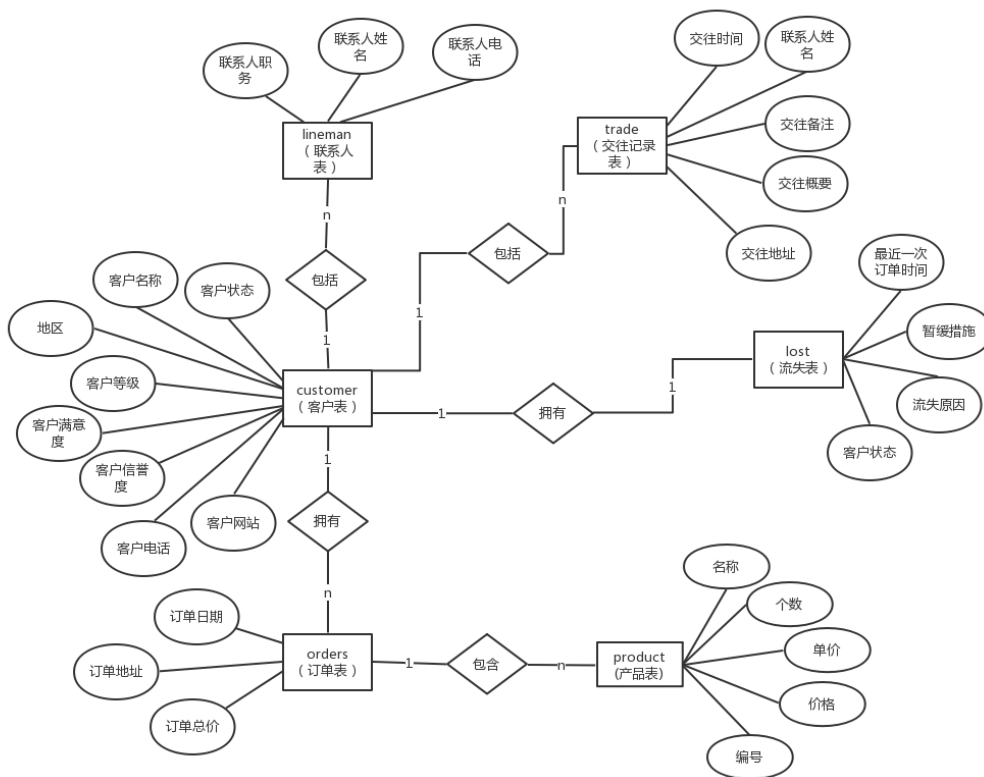 联系人职
务
联系人姓
名
联系人电
话
lineman
（联系人
表）
n
包括
1
交往时间
联系人姓
名
交往备注
交往概要
交往地址
trade
（交往记录
表）
n
包括
1
客户名称
客户状态
地区
客户等级
客户满意
度
客户信誉
度
客户电话
客户网站
customer
（客户表）
1
拥有
1
lost
（流失表）
最近一次
订单时间
暂缓措施
流失原因
客户状态
1
拥有
n
订单日期
订单地址
订单总价
orders
（订单表）
1
包含
n
product
(产品表)
名称
个数
单价
价格
编号